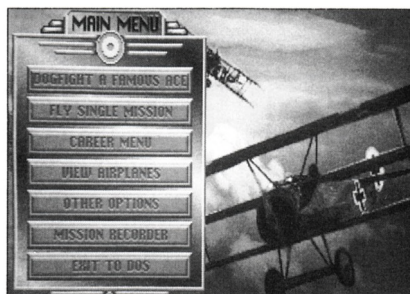 MAIN MENU
DOGFIGHT A FAMOUS ACE
FLY SINGLE MISSION
CAREER MENU
VIEW AIRPLANES
OTHER OPTIONS
MISSION RECORDER
EXIT TO DOS